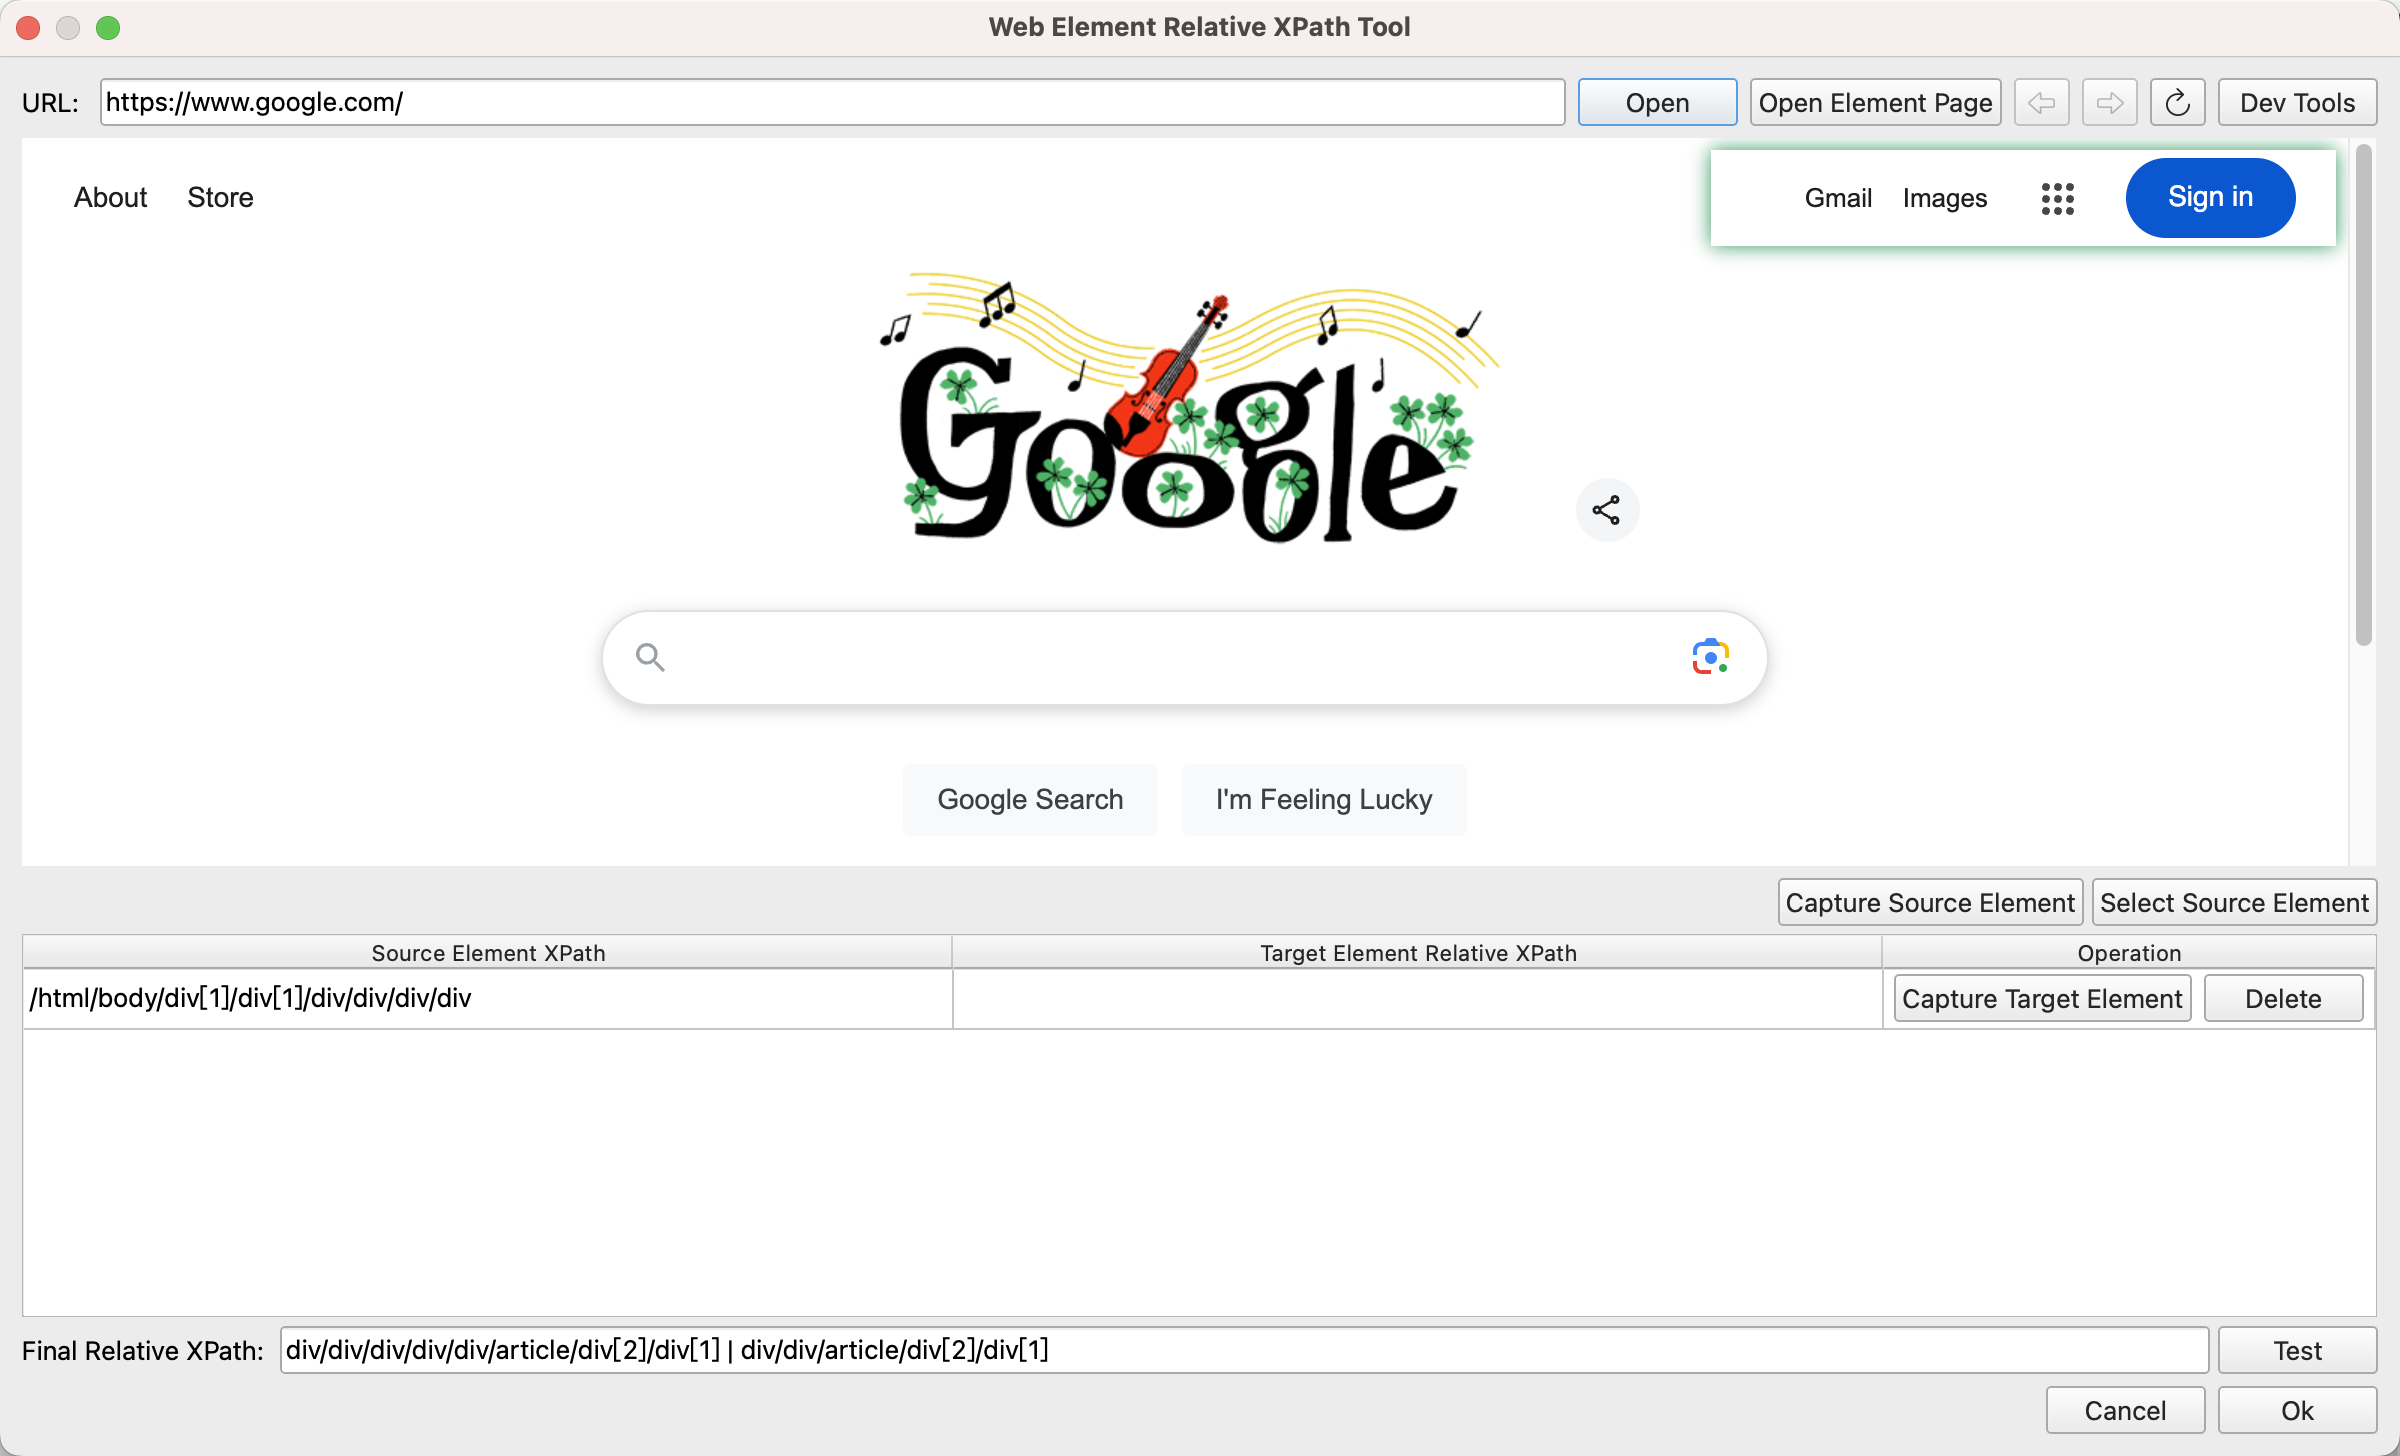 Web Element Relative XPath Tool
URL: https://www.google.com/ Open Open Element Page Dev Tools
About Store Gmail Images Sign in
Google
Google Search I'm Feeling Lucky
Capture Source Element Select Source Element
Source Element XPath Target Element Relative XPath Operation
/html/body/div[1]/div[1]/div/div/div/div Capture Target Element Delete
Final Relative XPath: div/div/div/div/div/article/div[2]/div[1] | div/div/article/div[2]/div[1] Test
Cancel Ok